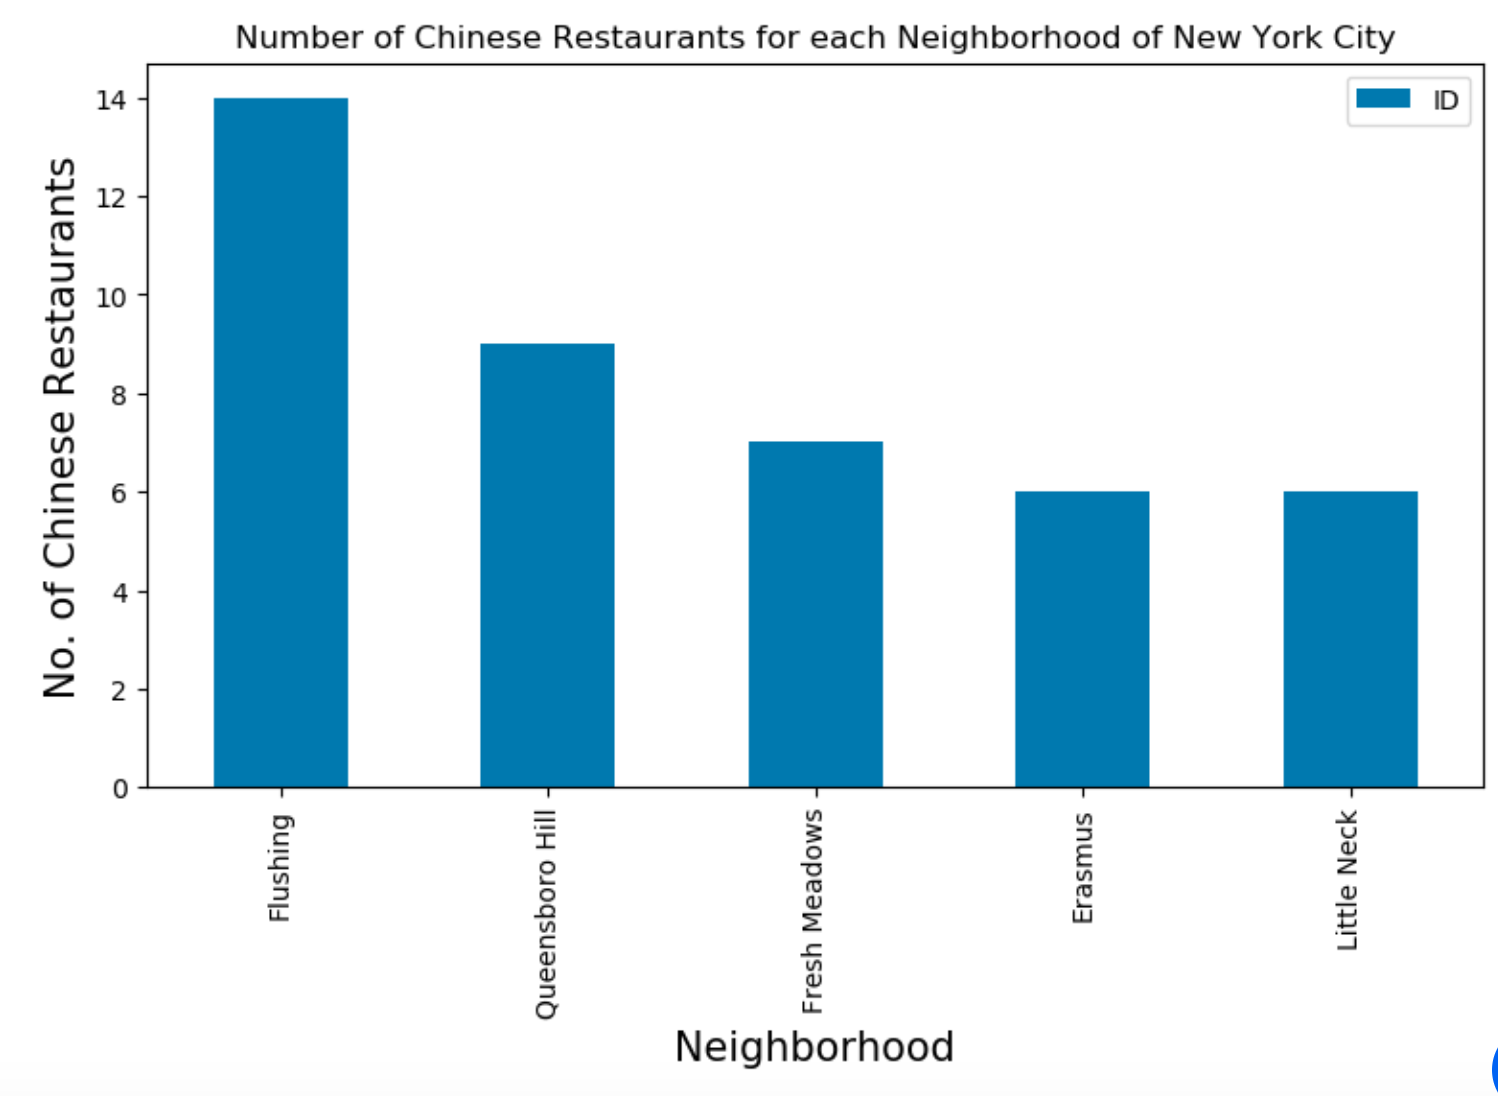 Number of Chinese Restaurants for each Neighborhood of New York City
ID
No. of Chinese Restaurants
14
12
10
8
6
4
2
0
Flushing
Queensboro Hill
Fresh Meadows
Erasmus
Little Neck
Neighborhood